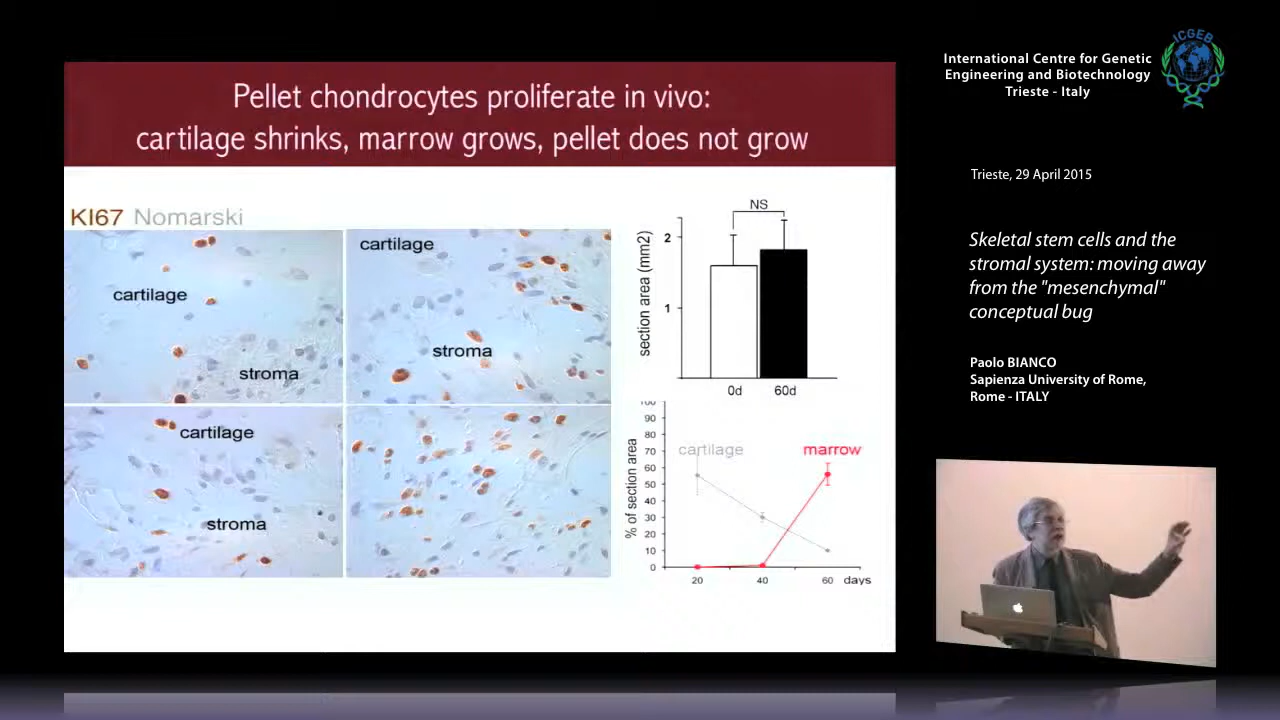 Pellet chondrocytes proliferate in vivo:
cartilage shrinks, marrow grows, pellet does not grow
KI67 Nomarski
cartilage
stroma
cartilage
stroma
cartilage
stroma
NS
2
1
section area (mm2)
0d 60d
100
90
80
70
60
50
40
30
20
10
0
% of section area
cartilage
marrow
20 40 60 days
International Centre for Genetic
Engineering and Biotechnology
Trieste - Italy
ICGEB
Trieste, 29 April 2015
Skeletal stem cells and the
stromal system: moving away
from the "mesenchymal"
conceptual bug
Paolo BIANCO
Sapienza University of Rome,
Rome - ITALY